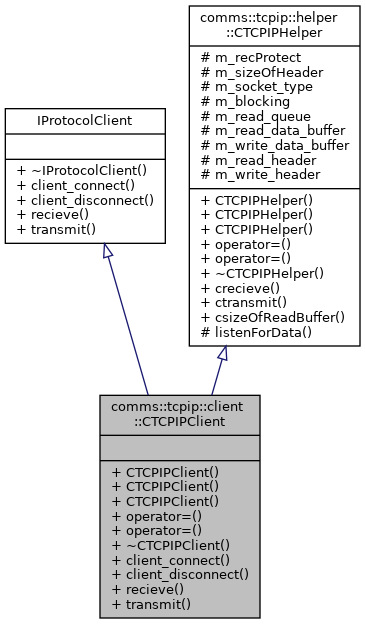 comms::tcpip::helper
::CTCPIPHelper
# m_recProtect
# m_sizeOfHeader
# m_socket_type
# m_blocking
# m_read_queue
# m_read_data_buffer
# m_write_data_buffer
# m_read_header
# m_write_header
+ CTCPIPHelper()
+ CTCPIPHelper()
+ CTCPIPHelper()
+ operator=()
+ operator=()
+ ~CTCPIPHelper()
+ crecieve()
+ ctransmit()
+ csizeOfReadBuffer()
# listenForData()
IProtocolClient
+ ~IProtocolClient()
+ client_connect()
+ client_disconnect()
+ recieve()
+ transmit()
comms::tcpip::client
::CTCPIPClient
+ CTCPIPClient()
+ CTCPIPClient()
+ CTCPIPClient()
+ operator=()
+ operator=()
+ ~CTCPIPClient()
+ client_connect()
+ client_disconnect()
+ recieve()
+ transmit()